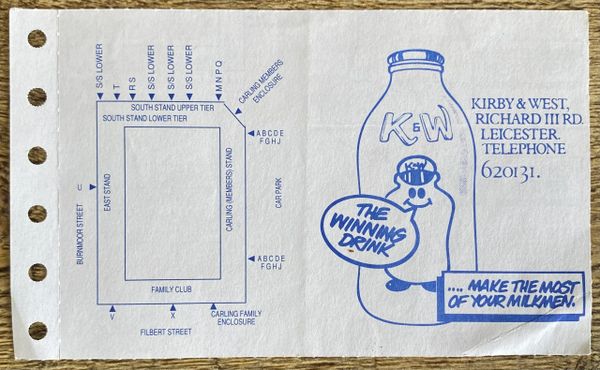 S/S LOWER
T
R S
S/S LOWER
S/S LOWER
S/S LOWER
M N P Q
CARLING MEMBERS
ENCLOSURE
SOUTH STAND UPPER TIER
SOUTH STAND LOWER TIER
A B C D E
F G H J
U
BURNMOOR STREET
EAST STAND
CARLING (MEMBERS) STAND
CAR PARK
A B C D E
F G H J
FAMILY CLUB
V
X
CARLING FAMILY
ENCLOSURE
FILBERT STREET
K & W
KIRBY & WEST,
RICHARD III RD.
LEICESTER.
TELEPHONE
620131.
K&W
THE
WINNING
DRINK
.... MAKE THE MOST
OF YOUR MILKMEN.